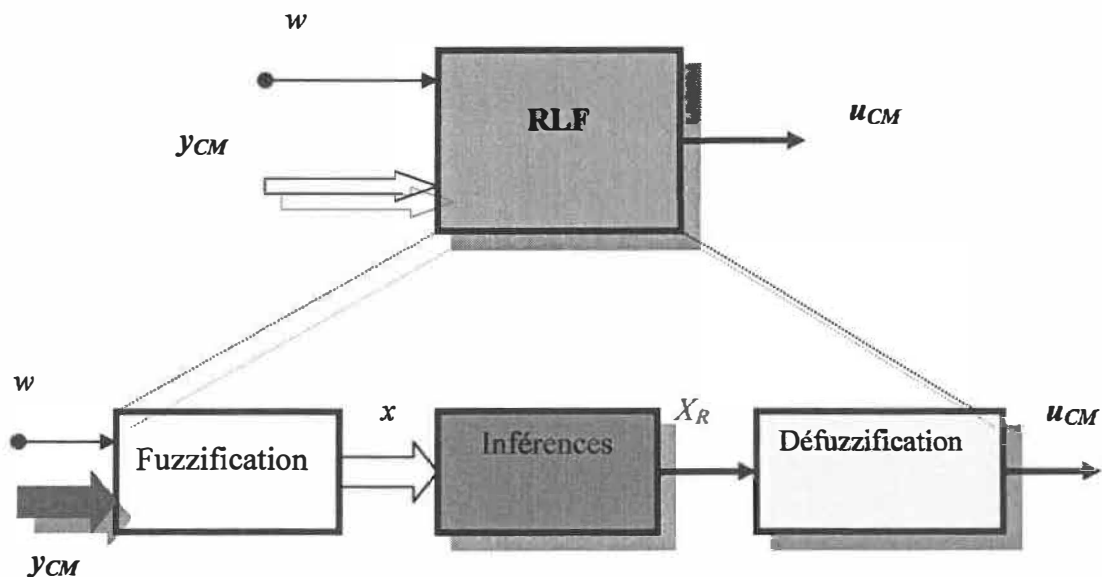 w
RLF
u_CM
y_CM
w
x
X_R
u_CM
Fuzzification
Inférences
Défuzzification
y_CM